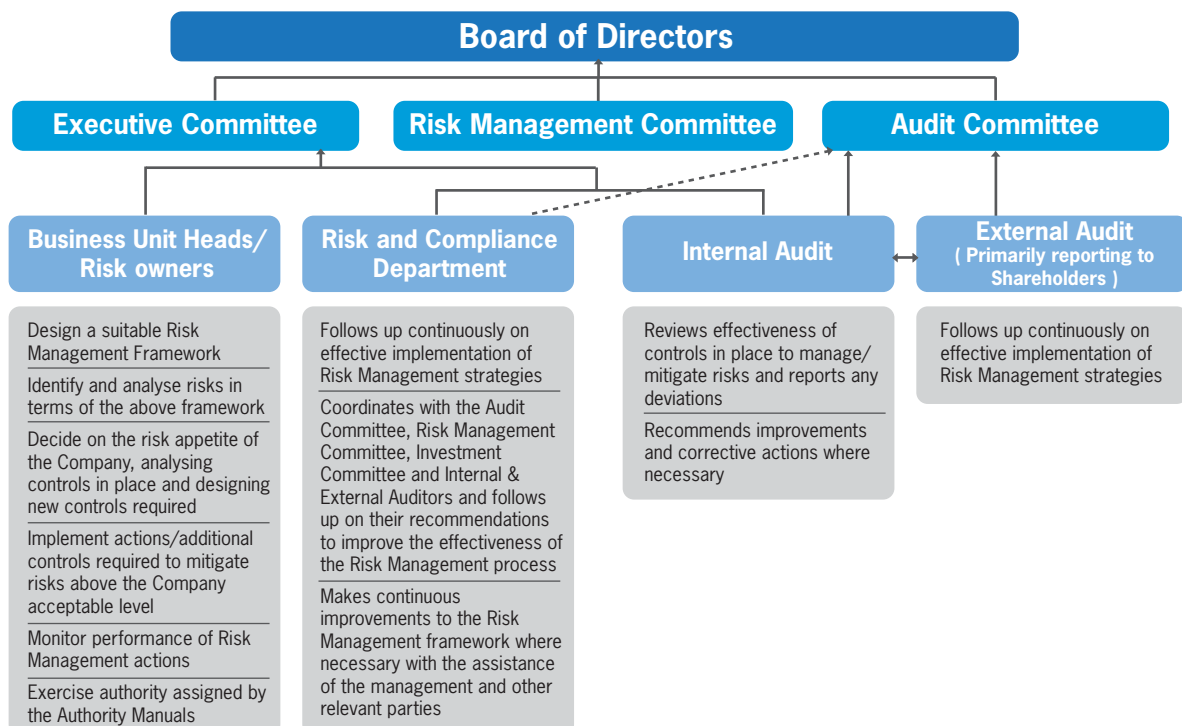 Board of Directors
Executive Committee
Risk Management Committee
Audit Committee
Business Unit Heads/
Risk owners
Risk and Compliance
Department
Internal Audit
External Audit
( Primarily reporting to
Shareholders )
Design a suitable Risk
Management Framework
Identify and analyse risks in
terms of the above framework
Decide on the risk appetite of
the Company, analysing
controls in place and designing
new controls required
Implement actions/additional
controls required to mitigate
risks above the Company
acceptable level
Monitor performance of Risk
Management actions
Exercise authority assigned by
the Authority Manuals
Follows up continuously on
effective implementation of
Risk Management strategies
Coordinates with the Audit
Committee, Risk Management
Committee, Investment
Committee and Internal &
External Auditors and follows
up on their recommendations
to improve the effectiveness of
the Risk Management process
Makes continuous
improvements to the Risk
Management framework where
necessary with the assistance
of the management and other
relevant parties
Reviews effectiveness of
controls in place to manage/
mitigate risks and reports any
deviations
Recommends improvements
and corrective actions where
necessary
Follows up continuously on
effective implementation of
Risk Management strategies